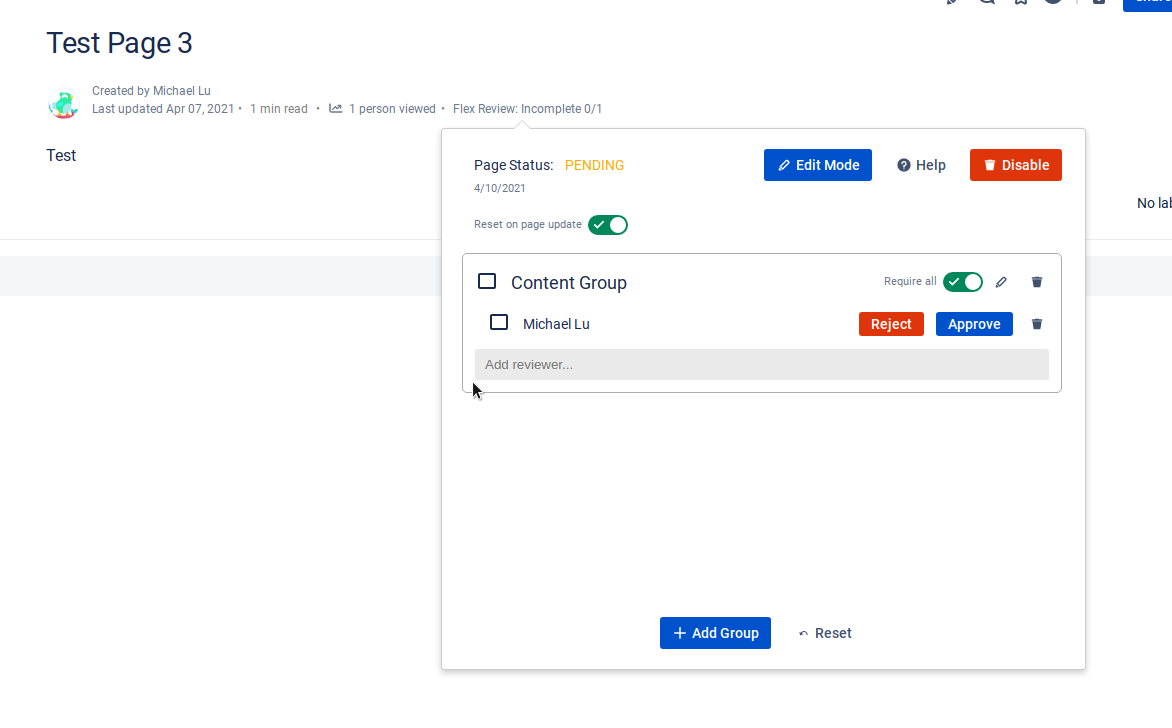 Test Page 3
Created by Michael Lu
Last updated Apr 07, 2021 • 1 min read • 1 person viewed • Flex Review: Incomplete 0/1
Test
Page Status: PENDING
Edit Mode
Help
Disable
4/10/2021
No lab
Reset on page update
Content Group
Require all
Michael Lu
Reject
Approve
Add reviewer...
Add Group
Reset